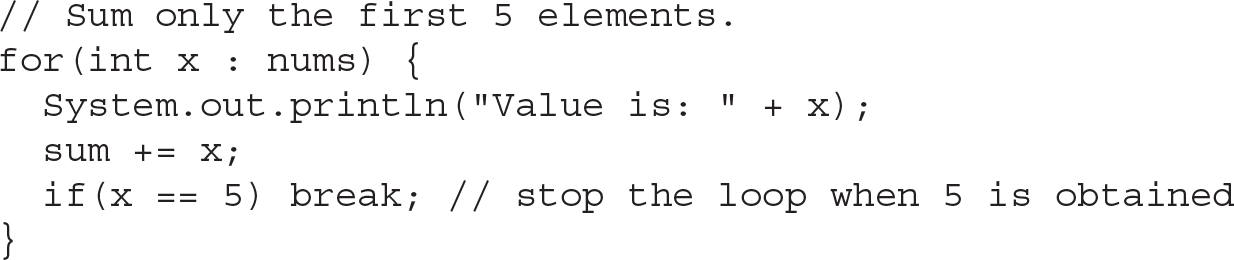 // Sum only the first 5 elements.
for(int x : nums) {
  System.out.println("Value is: " + x);
  sum += x;
  if(x == 5) break; // stop the loop when 5 is obtained
}